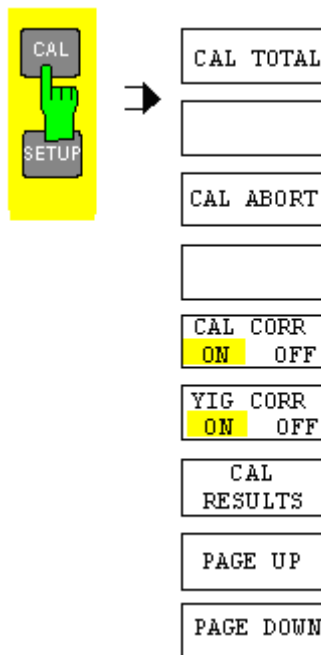 CAL
SETUP
CAL TOTAL
CAL ABORT
CAL CORR
ON OFF
YIG CORR
ON OFF
CAL
RESULTS
PAGE UP
PAGE DOWN